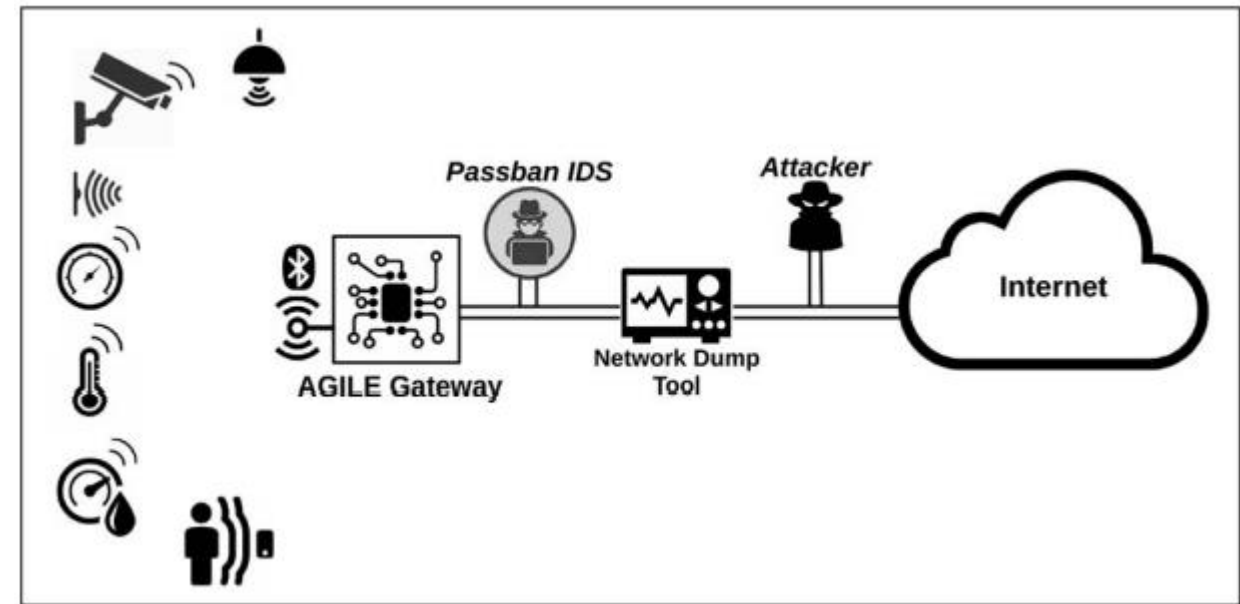 Passban IDS
Attacker
Internet
Network Dump
Tool
AGILE Gateway